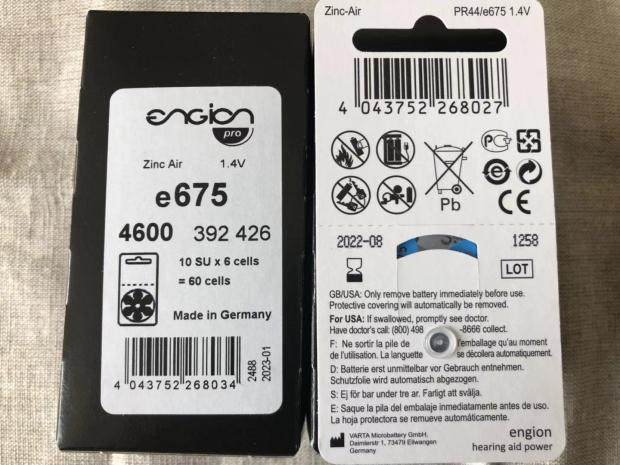 engion
pro
Zinc Air 1.4V
e675
4600 392 426
10 SU x 6 cells
= 60 cells
Made in Germany
4 043752 268034
2488
2023-01
Zinc-Air PR44/e675 1.4V
4 043752 268027
Pb
CE
2022-08 1258
LOT
GB/USA: Only remove battery immediately before use.
Protective covering will automatically be removed.
For USA: If swallowed, promptly see doctor.
Have doctor's call: (800) 498 -8666 collect.
F: Ne sortir la pile de l'emballage qu'au moment
de l'utilisation. La languette se décollera automatiquement.
D: Batterie erst unmittelbar vor Gebrauch entnehmen.
Schutzfolie wird automatisch abgezogen.
S: Ej för bar under tre ar. Farligt att svälja.
E: Saque la pila del embalaje inmediatamente antes de uso.
La hoja protectora se remueve automáticamente.
VARTA Microbattery GmbH,
Daimlerstr. 1, 73479 Ellwangen
Germany
engion
hearing aid power